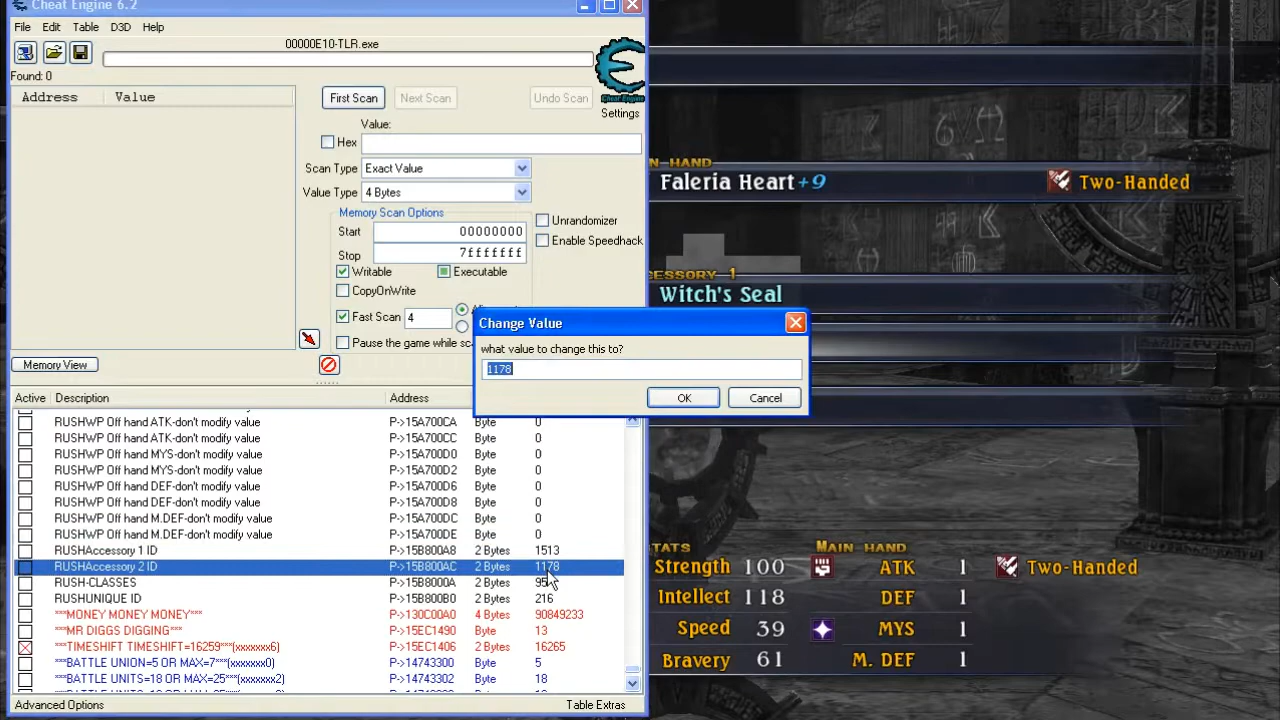 Cheat Engine 6.2
File Edit Table D3D Help
00000E10-TLR.exe
Found: 0
Address Value
First Scan Next Scan Undo Scan
Cheat Engine
Settings
Value:
Hex
Scan Type Exact Value
Value Type 4 Bytes
Memory Scan Options
Start 00000000
Stop 7fffffff
Unrandomizer
Enable Speedhack
Writable Executable
CopyOnWrite
Fast Scan 4
Pause the game while
Memory View
Change Value
what value to change this to?
1178
OK Cancel
HAND
Faleria Heart+9 Two-Handed
ESSORY 1
Witch's Seal
Active Description Address Type Value
RUSHWP Off hand ATK-don't modify value P->15A700CA Byte 0
RUSHWP Off hand ATK-don't modify value P->15A700CC Byte 0
RUSHWP Off hand MYS-don't modify value P->15A700D0 Byte 0
RUSHWP Off hand MYS-don't modify value P->15A700D2 Byte 0
RUSHWP Off hand DEF-don't modify value P->15A700D6 Byte 0
RUSHWP Off hand DEF-don't modify value P->15A700D8 Byte 0
RUSHWP Off hand M.DEF-don't modify value P->15A700DC Byte 0
RUSHWP Off hand M.DEF-don't modify value P->15A700DE Byte 0
RUSHAccessory 1 ID P->15B800A8 2 Bytes 1513
RUSHAccessory 2 ID P->15B800AC 2 Bytes 1178
RUSH-CLASSES P->15B8000A 2 Bytes 95
RUSHUNIQUE ID P->15B800B0 2 Bytes 216
***MONEY MONEY MONEY*** P->130C00A0 4 Bytes 90849233
***MR DIGGS DIGGING*** P->15EC1490 Byte 13
***TIMESHIFT TIMESHIFT=16259***(xxxxxxx6) P->15EC1406 2 Bytes 16265
***BATTLE UNION=5 OR MAX=7***(xxxxxxx0) P->14743300 Byte 5
***BATTLE UNITS=18 OR MAX=25***(xxxxxxx2) P->14743302 Byte 18
Advanced Options Table Extras
TATS MAIN HAND
Strength 100 ATK 1 Two-Handed
Intellect 118 DEF 1
Speed 39 MYS 1
Bravery 61 M. DEF 1